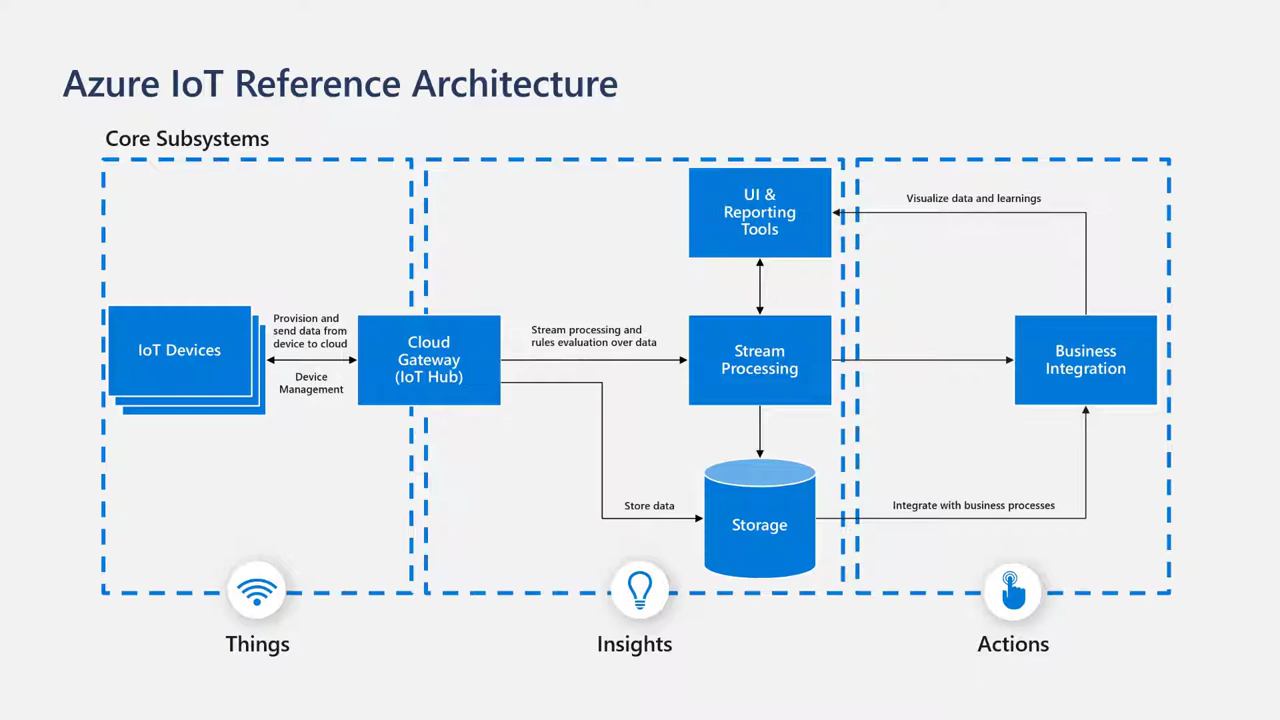 Azure IoT Reference Architecture
Core Subsystems
IoT Devices
Provision and
send data from
device to cloud
Device
Management
Cloud
Gateway
(IoT Hub)
Stream processing and
rules evaluation over data
Store data
UI &
Reporting
Tools
Stream
Processing
Storage
Visualize data and learnings
Business
Integration
Integrate with business processes
Things
Insights
Actions